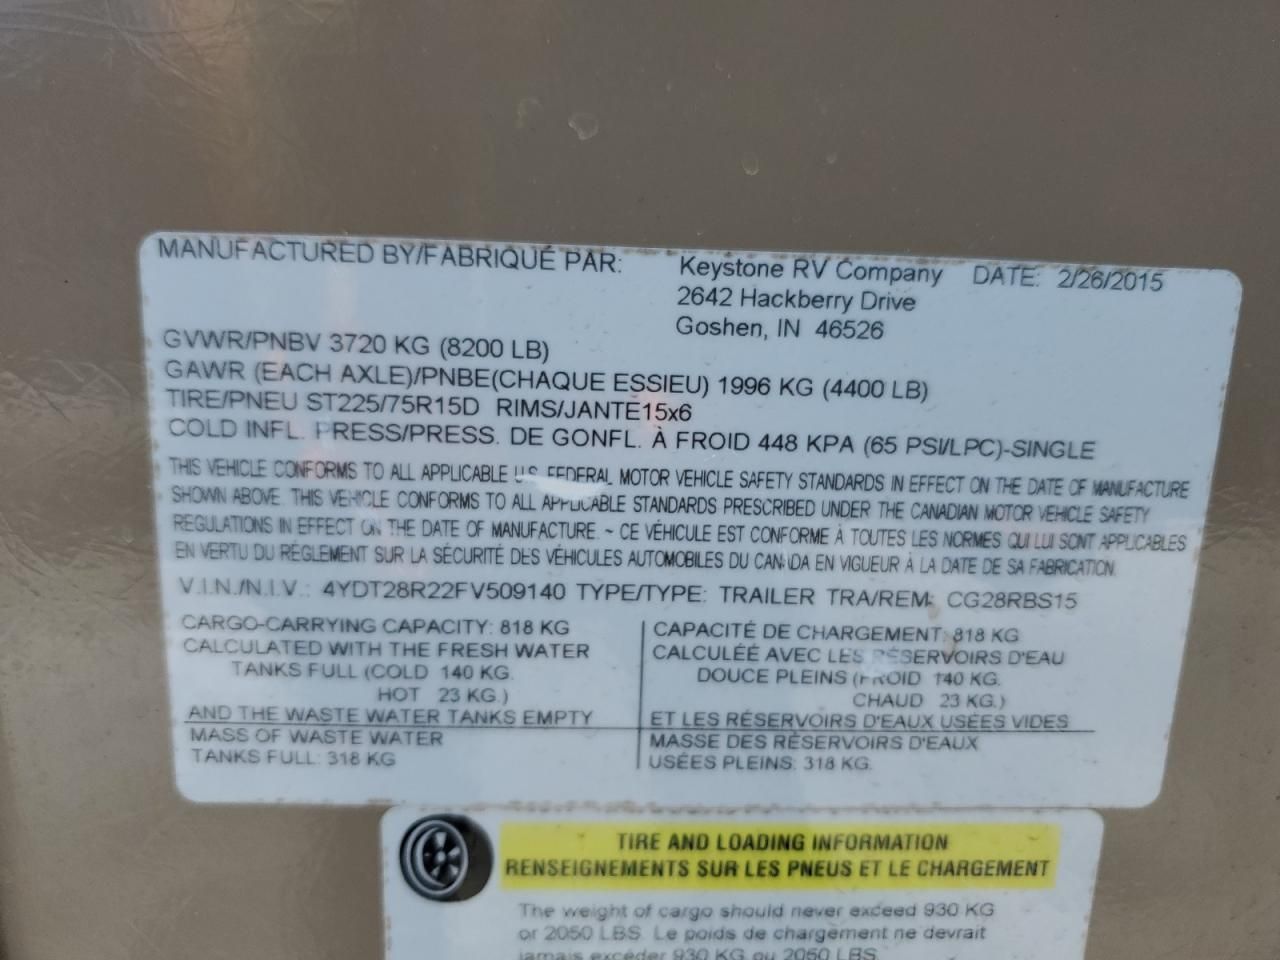 MANUFACTURED BY/FABRIQUÉ PAR: Keystone RV Company DATE: 2/26/2015
2642 Hackberry Drive
Goshen, IN 46526
GVWR/PNBV 3720 KG (8200 LB)
GAWR (EACH AXLE)/PNBE(CHAQUE ESSIEU) 1996 KG (4400 LB)
TIRE/PNEU ST225/75R15D RIMS/JANTE15x6
COLD INFL. PRESS/PRESS. DE GONFL. À FROID 448 KPA (65 PSI/LPC)-SINGLE
THIS VEHICLE CONFORMS TO ALL APPLICABLE U.S. FEDERAL MOTOR VEHICLE SAFETY STANDARDS IN EFFECT ON THE DATE OF MANUFACTURE
SHOWN ABOVE. THIS VEHICLE CONFORMS TO ALL APPLICABLE STANDARDS PRESCRIBED UNDER THE CANADIAN MOTOR VEHICLE SAFETY
REGULATIONS IN EFFECT ON THE DATE OF MANUFACTURE. ~ CE VÉHICULE EST CONFORME À TOUTES LES NORMES QUI LUI SONT APPLICABLES
EN VERTU DU RÉGLEMENT SUR LA SÉCURITÉ DES VÉHICULES AUTOMOBILES DU CANADA EN VIGUEUR À LA DATE DE SA FABRICATION.
V.I.N./N.I.V.: 4YDT28R22FV509140 TYPE/TYPE: TRAILER TRA/REM: CG28RBS15
CARGO-CARRYING CAPACITY: 818 KG
CALCULATED WITH THE FRESH WATER
TANKS FULL (COLD 140 KG.
HOT 23 KG.)
AND THE WASTE WATER TANKS EMPTY
MASS OF WASTE WATER
TANKS FULL: 318 KG
CAPACITÉ DE CHARGEMENT: 818 KG
CALCULÉE AVEC LES RÉSERVOIRS D'EAU
DOUCE PLEINS (FROID 140 KG.
CHAUD 23 KG.)
ET LES RÉSERVOIRS D'EAUX USÉES VIDES
MASSE DES RÉSERVOIRS D'EAUX
USÉES PLEINS: 318 KG.
TIRE AND LOADING INFORMATION
RENSEIGNEMENTS SUR LES PNEUS ET LE CHARGEMENT
The weight of cargo should never exceed 930 KG
or 2050 LBS. Le poids de chargement ne devrait
jamais excéder 930 KG ou 2050 LBS.